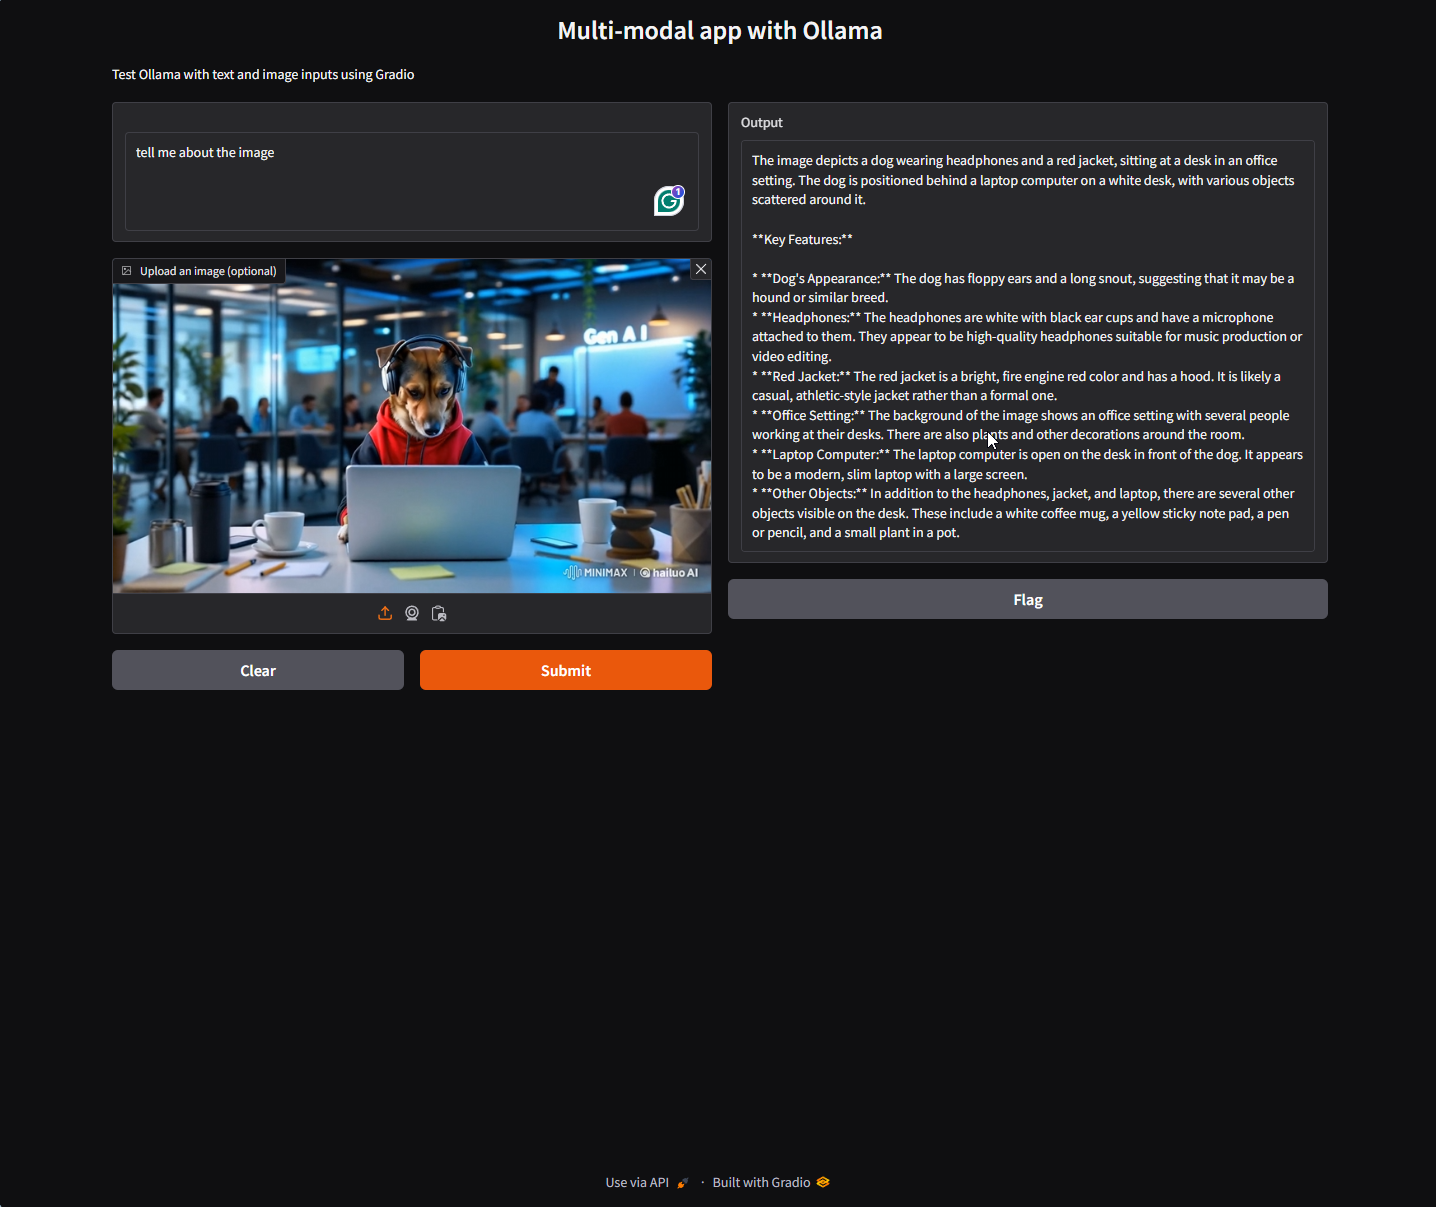 Multi-modal app with Ollama
Test Ollama with text and image inputs using Gradio
tell me about the image
1
Upload an image (optional)
Gen A I
MINIMAX | hailuo AI
Clear
Submit
Output
The image depicts a dog wearing headphones and a red jacket, sitting at a desk in an office
setting. The dog is positioned behind a laptop computer on a white desk, with various objects
scattered around it.
**Key Features:**
* **Dog's Appearance:** The dog has floppy ears and a long snout, suggesting that it may be a
hound or similar breed.
* **Headphones:** The headphones are white with black ear cups and have a microphone
attached to them. They appear to be high-quality headphones suitable for music production or
video editing.
* **Red Jacket:** The red jacket is a bright, fire engine red color and has a hood. It is likely a
casual, athletic-style jacket rather than a formal one.
* **Office Setting:** The background of the image shows an office setting with several people
working at their desks. There are also plants and other decorations around the room.
* **Laptop Computer:** The laptop computer is open on the desk in front of the dog. It appears
to be a modern, slim laptop with a large screen.
* **Other Objects:** In addition to the headphones, jacket, and laptop, there are several other
objects visible on the desk. These include a white coffee mug, a yellow sticky note pad, a pen
or pencil, and a small plant in a pot.
Flag
Use via API · Built with Gradio